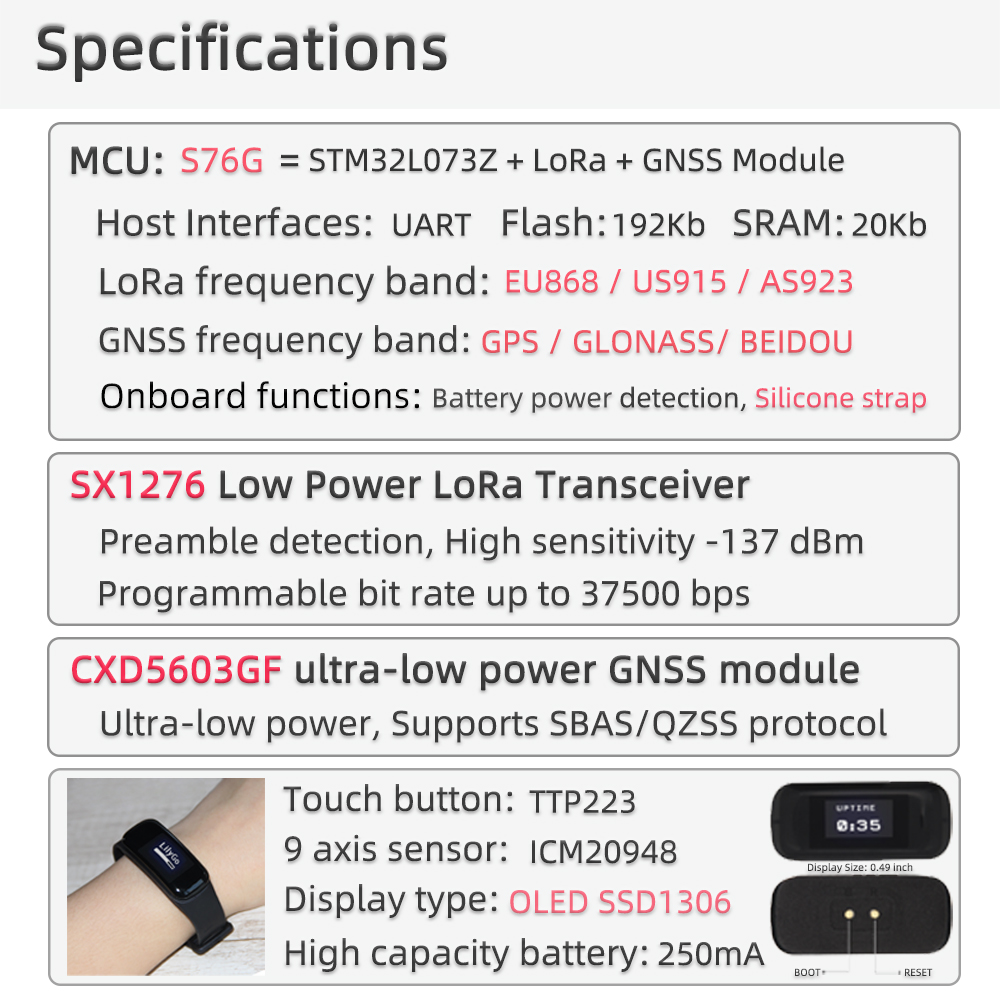 Specifications
MCU: S76G = STM32L073Z + LoRa + GNSS Module
Host Interfaces: UART Flash: 192Kb SRAM: 20Kb
LoRa frequency band: EU868 / US915 / AS923
GNSS frequency band: GPS / GLONASS/ BEIDOU
Onboard functions: Battery power detection, Silicone strap
SX1276 Low Power LoRa Transceiver
Preamble detection, High sensitivity -137 dBm
Programmable bit rate up to 37500 bps
CXD5603GF ultra-low power GNSS module
Ultra-low power, Supports SBAS/QZSS protocol
LilyGo
Touch button: TTP223
9 axis sensor: ICM20948
Display type: OLED SSD1306
High capacity battery: 250mA
UPTIME
0:35
Display Size: 0.49 inch
BOOT RESET